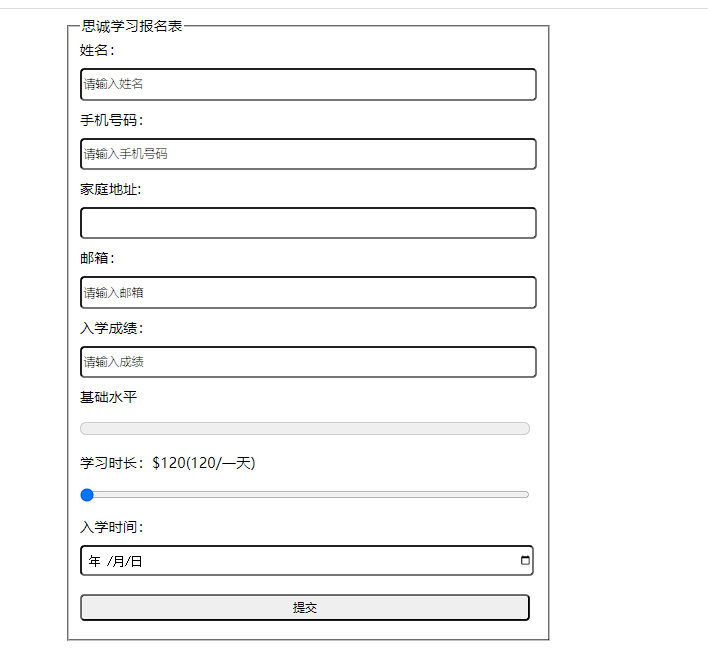 思诚学习报名表
姓名：
请输入姓名
手机号码：
请输入手机号码
家庭地址:
邮箱：
请输入邮箱
入学成绩：
请输入成绩
基础水平
学习时长：$120(120/一天)
入学时间：
年 /月/日
提交